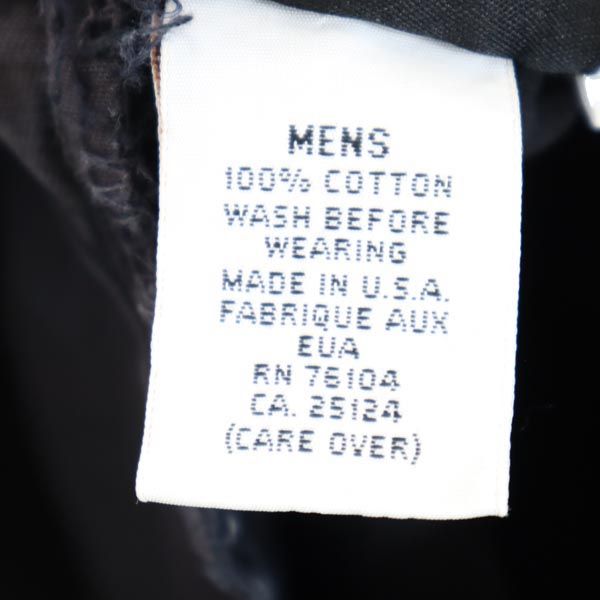 MENS
100% COTTON
WASH BEFORE
WEARING
MADE IN U.S.A.
FABRIQUE AUX
EUA
RN 76104
CA. 25124
(CARE OVER)